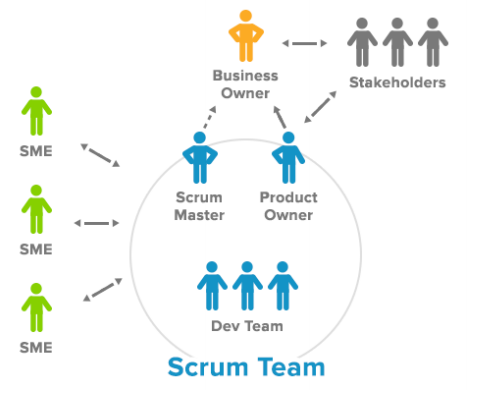 Business
Owner
Stakeholders
SME
Scrum
Master
Product
Owner
SME
Dev Team
SME
Scrum Team